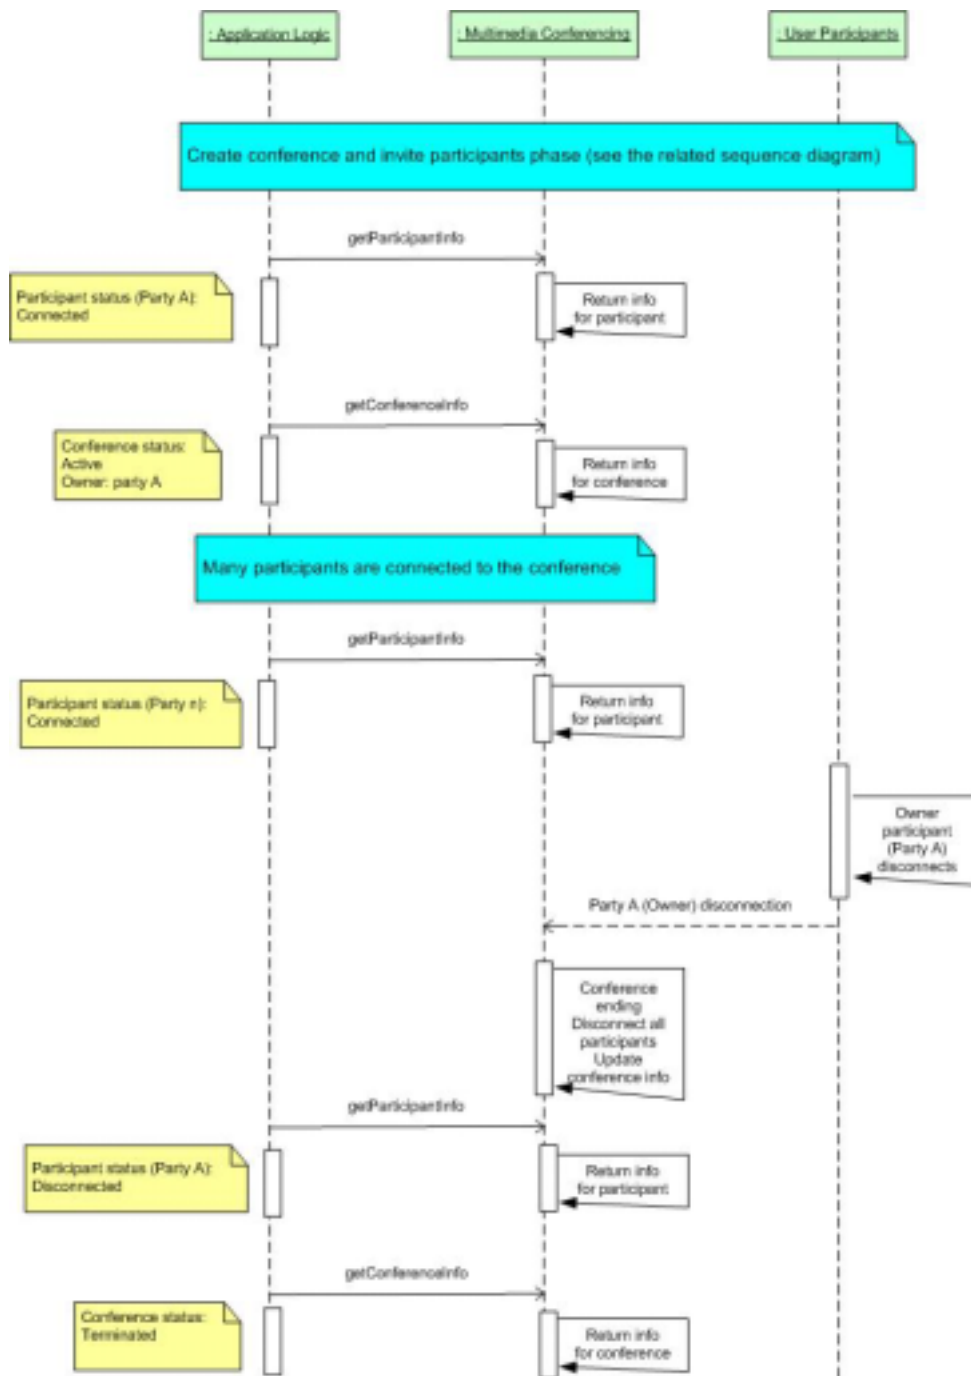 : Application Logic
: Multimedia Conferencing
: User Participants
Create conference and invite participants phase (see the related sequence diagram)
getParticipantInfo
Participant status (Party A):
Connected
Return info
for participant
getConferenceInfo
Conference status:
Active
Owner: party A
Return info
for conference
Many participants are connected to the conference
getParticipantInfo
Participant status (Party n):
Connected
Return info
for participant
Owner
participant
(Party A)
disconnects
Party A (Owner) disconnection
Conference
ending
Disconnect all
participants
Update
conference info
getParticipantInfo
Participant status (Party A):
Disconnected
Return info
for participant
getConferenceInfo
Conference status:
Terminated
Return info
for conference